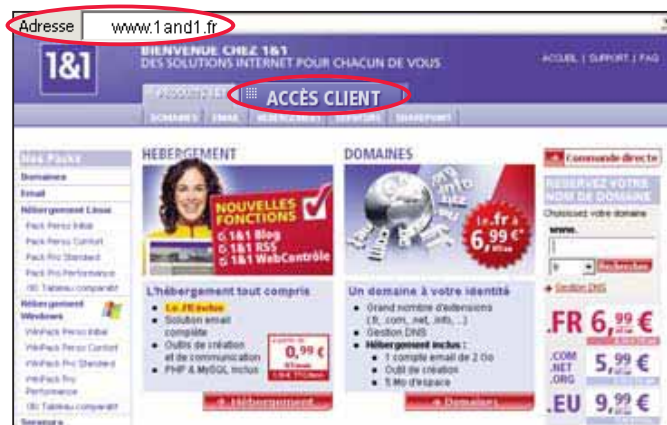 Adresse www.1and1.fr
1&1
BIENVENUE CHEZ 1&1
DES SOLUTIONS INTERNET POUR CHACUN DE VOUS
ACCUEIL | SUPPORT | FAQ
ACCÈS CLIENT
DOMAINES EMAIL HÉBERGEMENT SERVEURS SHAREPOINT
Nos Packs
Domaines
Email
Hébergement Linux
Pack Perso Initial
Pack Perso Confort
Pack Pro Standard
Pack Pro Performance
Tableau comparatif
Hébergement
Windows
WinPack Perso Initial
WinPack Perso Confort
WinPack Pro Standard
WinPack Pro
Performance
Tableau comparatif
Serveurs
HEBERGEMENT
NOUVELLES
FONCTIONS
1&1 Blog
1&1 RSS
1&1 WebContrôle
L'hébergement tout compris
Le .FR inclus
Solution email
complète
Outils de création
et de communication
PHP & MySQL inclus
0,99 €
Hébergement
DOMAINES
.org
info
Le .fr à
6,99 €
Un domaine à votre identité
Grand nombre d'extensions
(.fr, .com, .net, .info, ...)
Gestion DNS
Hébergement inclus :
1 compte email de 2 Go
Outil de création
5 Mo d'espace
Domaines
Commande directe
RESERVEZ VOTRE
NOM DE DOMAINE
Choisissez votre domaine
www.
fr Rechercher
Gestion DNS
.FR 6,99 €
.COM
.NET
.ORG
5,99 €
.EU 9,99 €